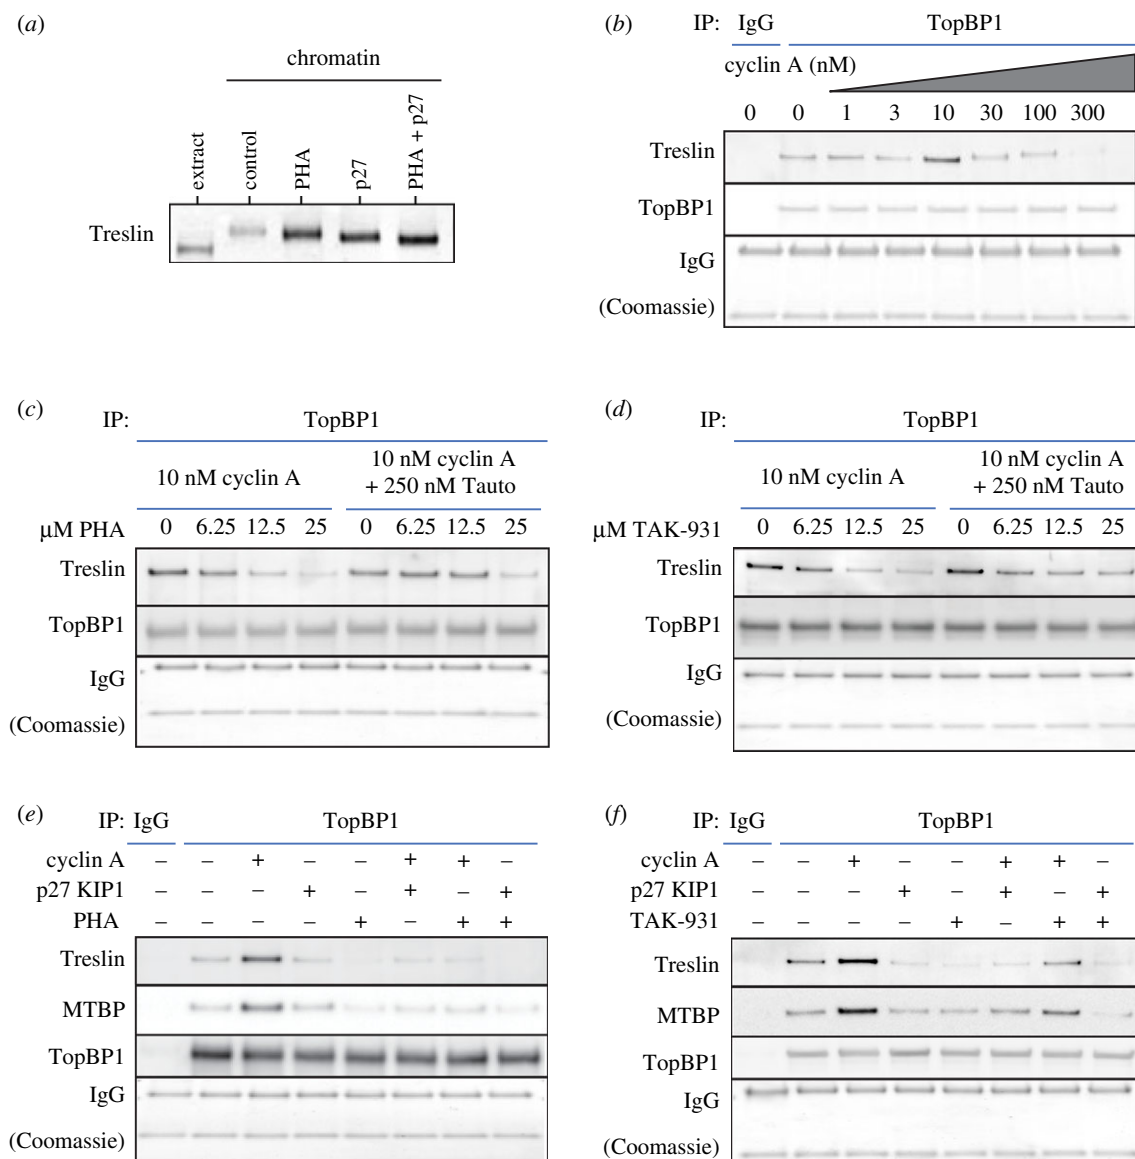 (a)
chromatin
extract
control
PHA
p27
PHA + p27
Treslin
(b)
IP: IgG TopBP1
cyclin A (nM)
0 0 1 3 10 30 100 300
Treslin
TopBP1
IgG
(Coomassie)
(c)
IP: TopBP1
10 nM cyclin A
10 nM cyclin A
+ 250 nM Tauto
µM PHA 0 6.25 12.5 25 0 6.25 12.5 25
Treslin
TopBP1
IgG
(Coomassie)
(d)
IP: TopBP1
10 nM cyclin A
10 nM cyclin A
+ 250 nM Tauto
µM TAK-931 0 6.25 12.5 25 0 6.25 12.5 25
Treslin
TopBP1
IgG
(Coomassie)
(e)
IP: IgG TopBP1
cyclin A – – + – – + + –
p27 KIP1 – – – + – + – +
PHA – – – – + – + +
Treslin
MTBP
TopBP1
IgG
(Coomassie)
(f)
IP: IgG TopBP1
cyclin A – – + – – + + –
p27 KIP1 – – – + – + – +
TAK-931 – – – – + – + +
Treslin
MTBP
TopBP1
IgG
(Coomassie)